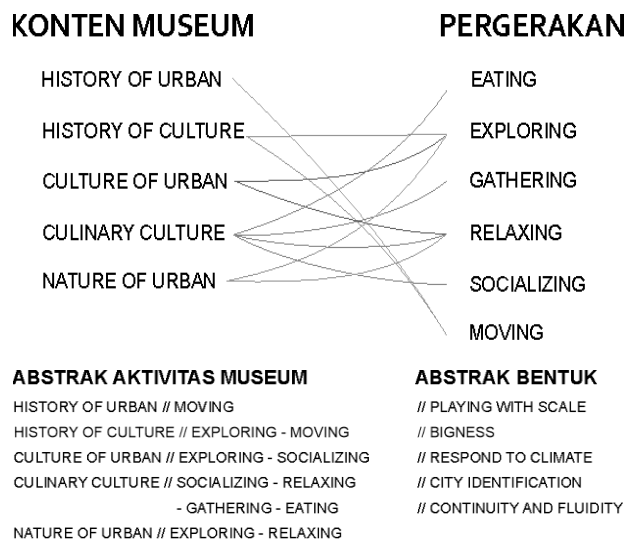 KONTEN MUSEUM
PERGERAKAN
HISTORY OF URBAN
HISTORY OF CULTURE
CULTURE OF URBAN
CULINARY CULTURE
NATURE OF URBAN
EATING
EXPLORING
GATHERING
RELAXING
SOCIALIZING
MOVING
ABSTRAK AKTIVITAS MUSEUM
HISTORY OF URBAN // MOVING
HISTORY OF CULTURE // EXPLORING - MOVING
CULTURE OF URBAN // EXPLORING - SOCIALIZING
CULINARY CULTURE // SOCIALIZING - RELAXING
- GATHERING - EATING
NATURE OF URBAN // EXPLORING - RELAXING
ABSTRAK BENTUK
// PLAYING WITH SCALE
// BIGNESS
// RESPOND TO CLIMATE
// CITY IDENTIFICATION
// CONTINUITY AND FLUIDITY